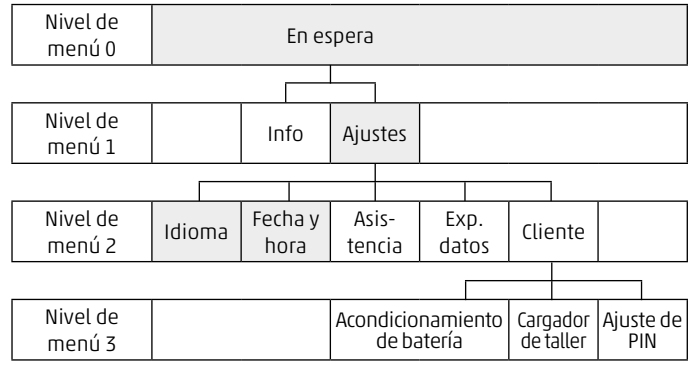 Nivel de
menú 0
En espera
Nivel de
menú 1
Info
Ajustes
Nivel de
menú 2
Idioma
Fecha y
hora
Asis-
tencia
Exp.
datos
Cliente
Nivel de
menú 3
Acondicionamiento
de batería
Cargador
de taller
Ajuste de
PIN